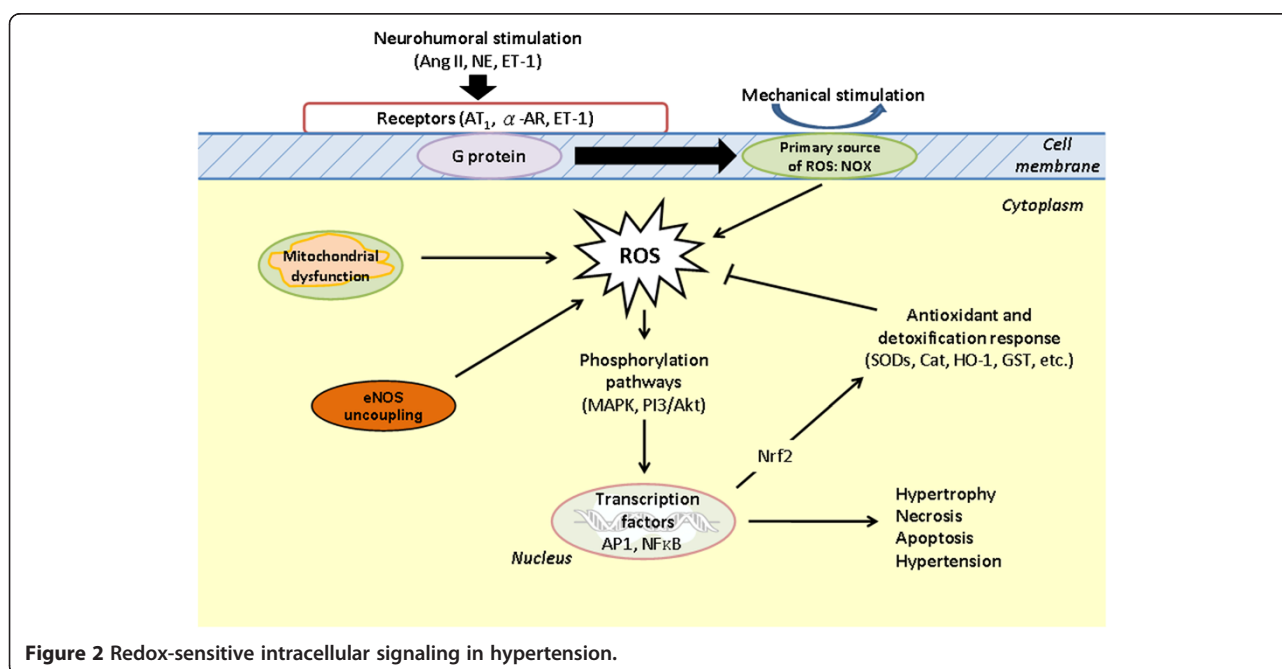 Neurohumoral stimulation
(Ang II, NE, ET-1)
Mechanical stimulation
Receptors (AT₁, α-AR, ET-1)
G protein
Primary source
of ROS: NOX
Cell
membrane
Cytoplasm
ROS
Mitochondrial
dysfunction
Antioxidant and
detoxification response
(SODs, Cat, HO-1, GST, etc.)
Phosphorylation
pathways
(MAPK, PI3/Akt)
eNOS
uncoupling
Nrf2
Transcription
factors
AP1, NFκB
Nucleus
Hypertrophy
Necrosis
Apoptosis
Hypertension
Figure 2 Redox-sensitive intracellular signaling in hypertension.